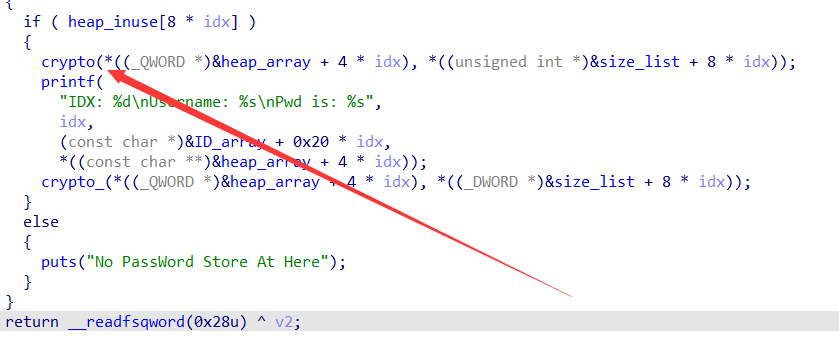 {
if ( heap_inuse[8 * idx] )
{
crypto(*((_QWORD *)&heap_array + 4 * idx), *((unsigned int *)&size_list + 8 * idx));
printf(
"IDX: %d\nUsername: %s\nPwd is: %s",
idx,
(const char *)&ID_array + 0x20 * idx,
*((const char **)&heap_array + 4 * idx));
crypto_(*((_QWORD *)&heap_array + 4 * idx), *((_DWORD *)&size_list + 8 * idx));
}
else
{
puts("No PassWord Store At Here");
}
}
return __readfsqword(0x28u) ^ v2;